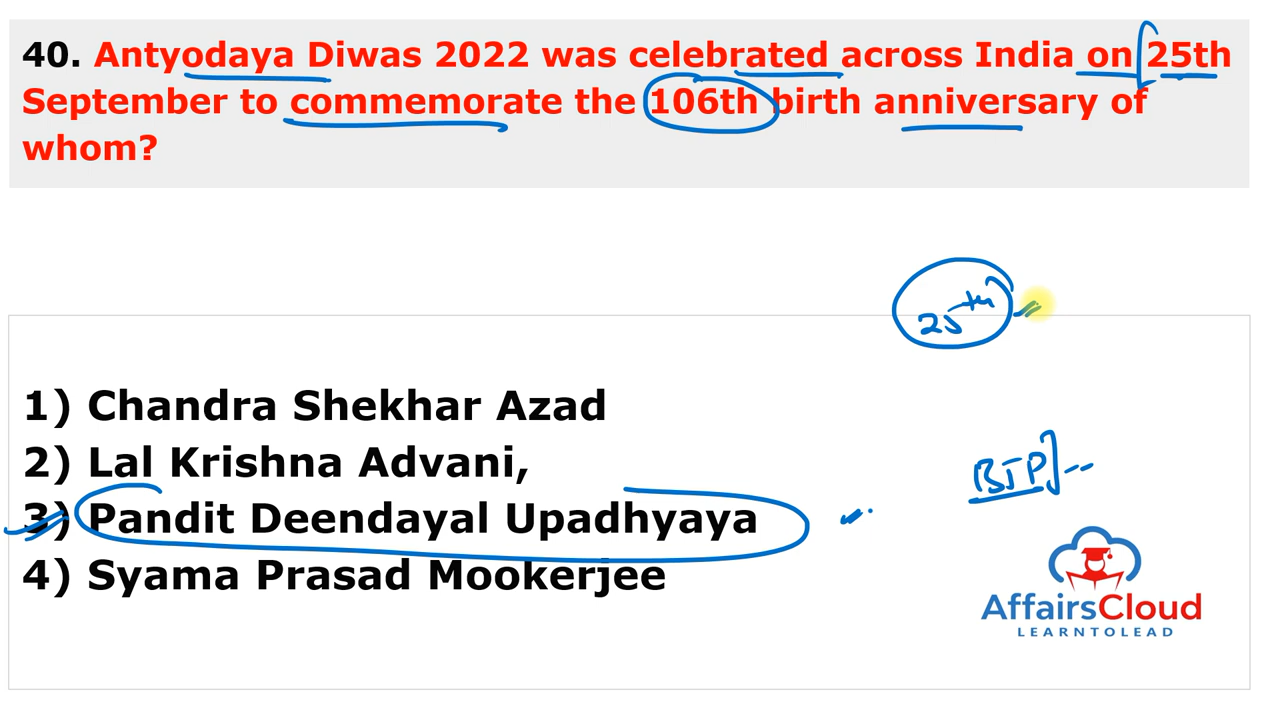 40. Antyodaya Diwas 2022 was celebrated across India on 25th
September to commemorate the 106th birth anniversary of
whom?
25th
1) Chandra Shekhar Azad
2) Lal Krishna Advani,
BJP
3) Pandit Deendayal Upadhyaya
4) Syama Prasad Mookerjee
AffairsCloud
LEARNTOLEAD